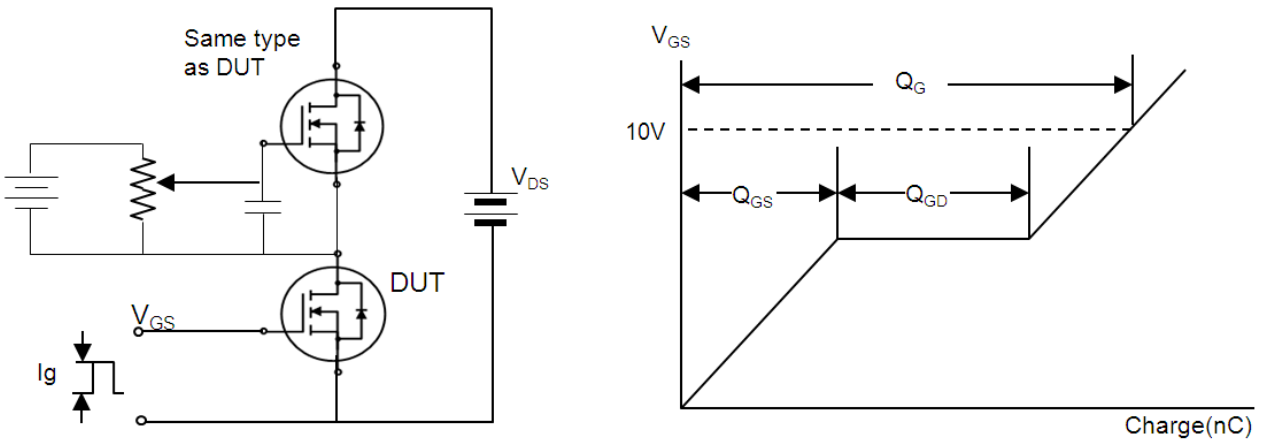 Same type
as DUT
V_DS
DUT
V_GS
Ig
V_GS
Q_G
10V
Q_GS
Q_GD
Charge(nC)